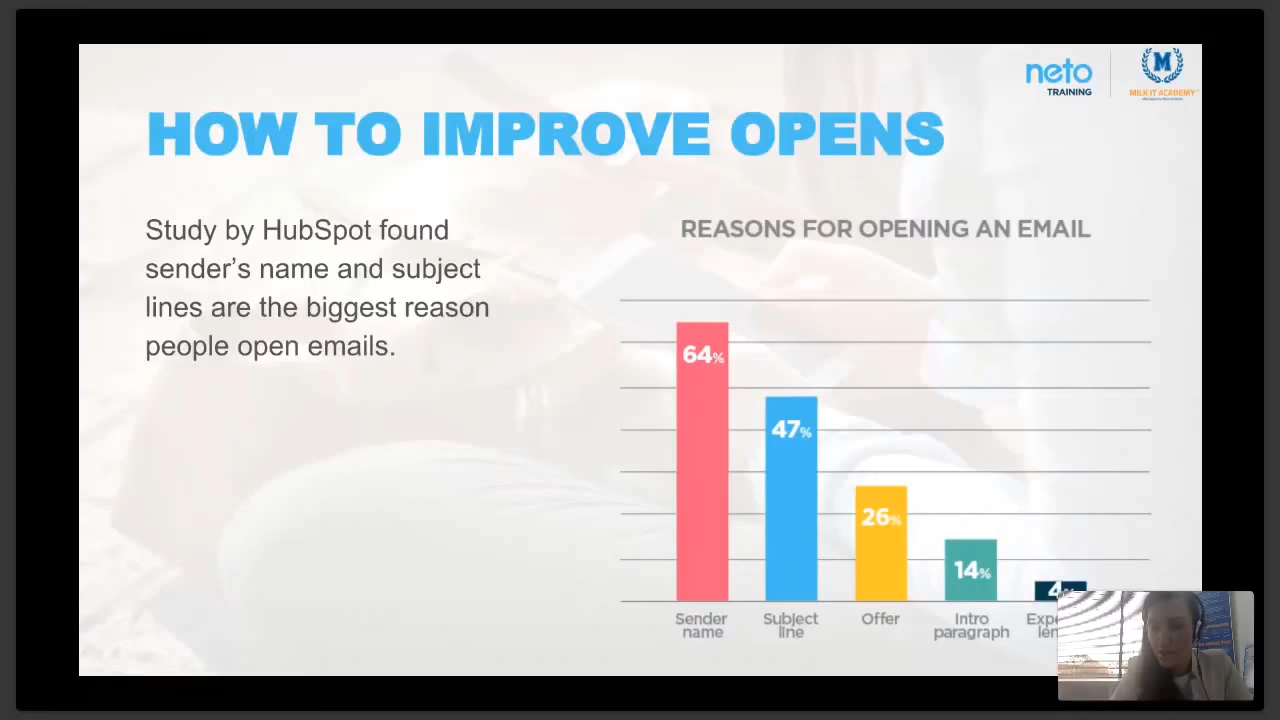 neto
TRAINING
M
MILK IT ACADEMY
HOW TO IMPROVE OPENS
Study by HubSpot found
sender's name and subject
lines are the biggest reason
people open emails.
REASONS FOR OPENING AN EMAIL
64%
47%
26%
14%
4%
Sender
name
Subject
line
Offer
Intro
paragraph